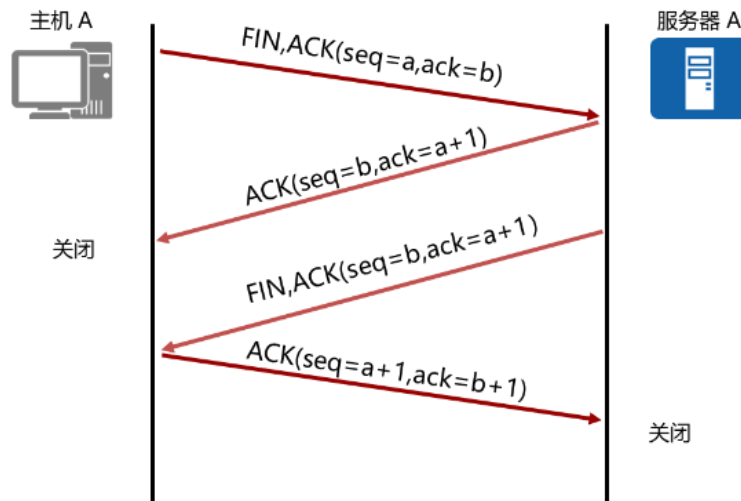 主机 A
服务器 A
FIN,ACK(seq=a,ack=b)
ACK(seq=b,ack=a+1)
关闭
FIN,ACK(seq=b,ack=a+1)
ACK(seq=a+1,ack=b+1)
关闭